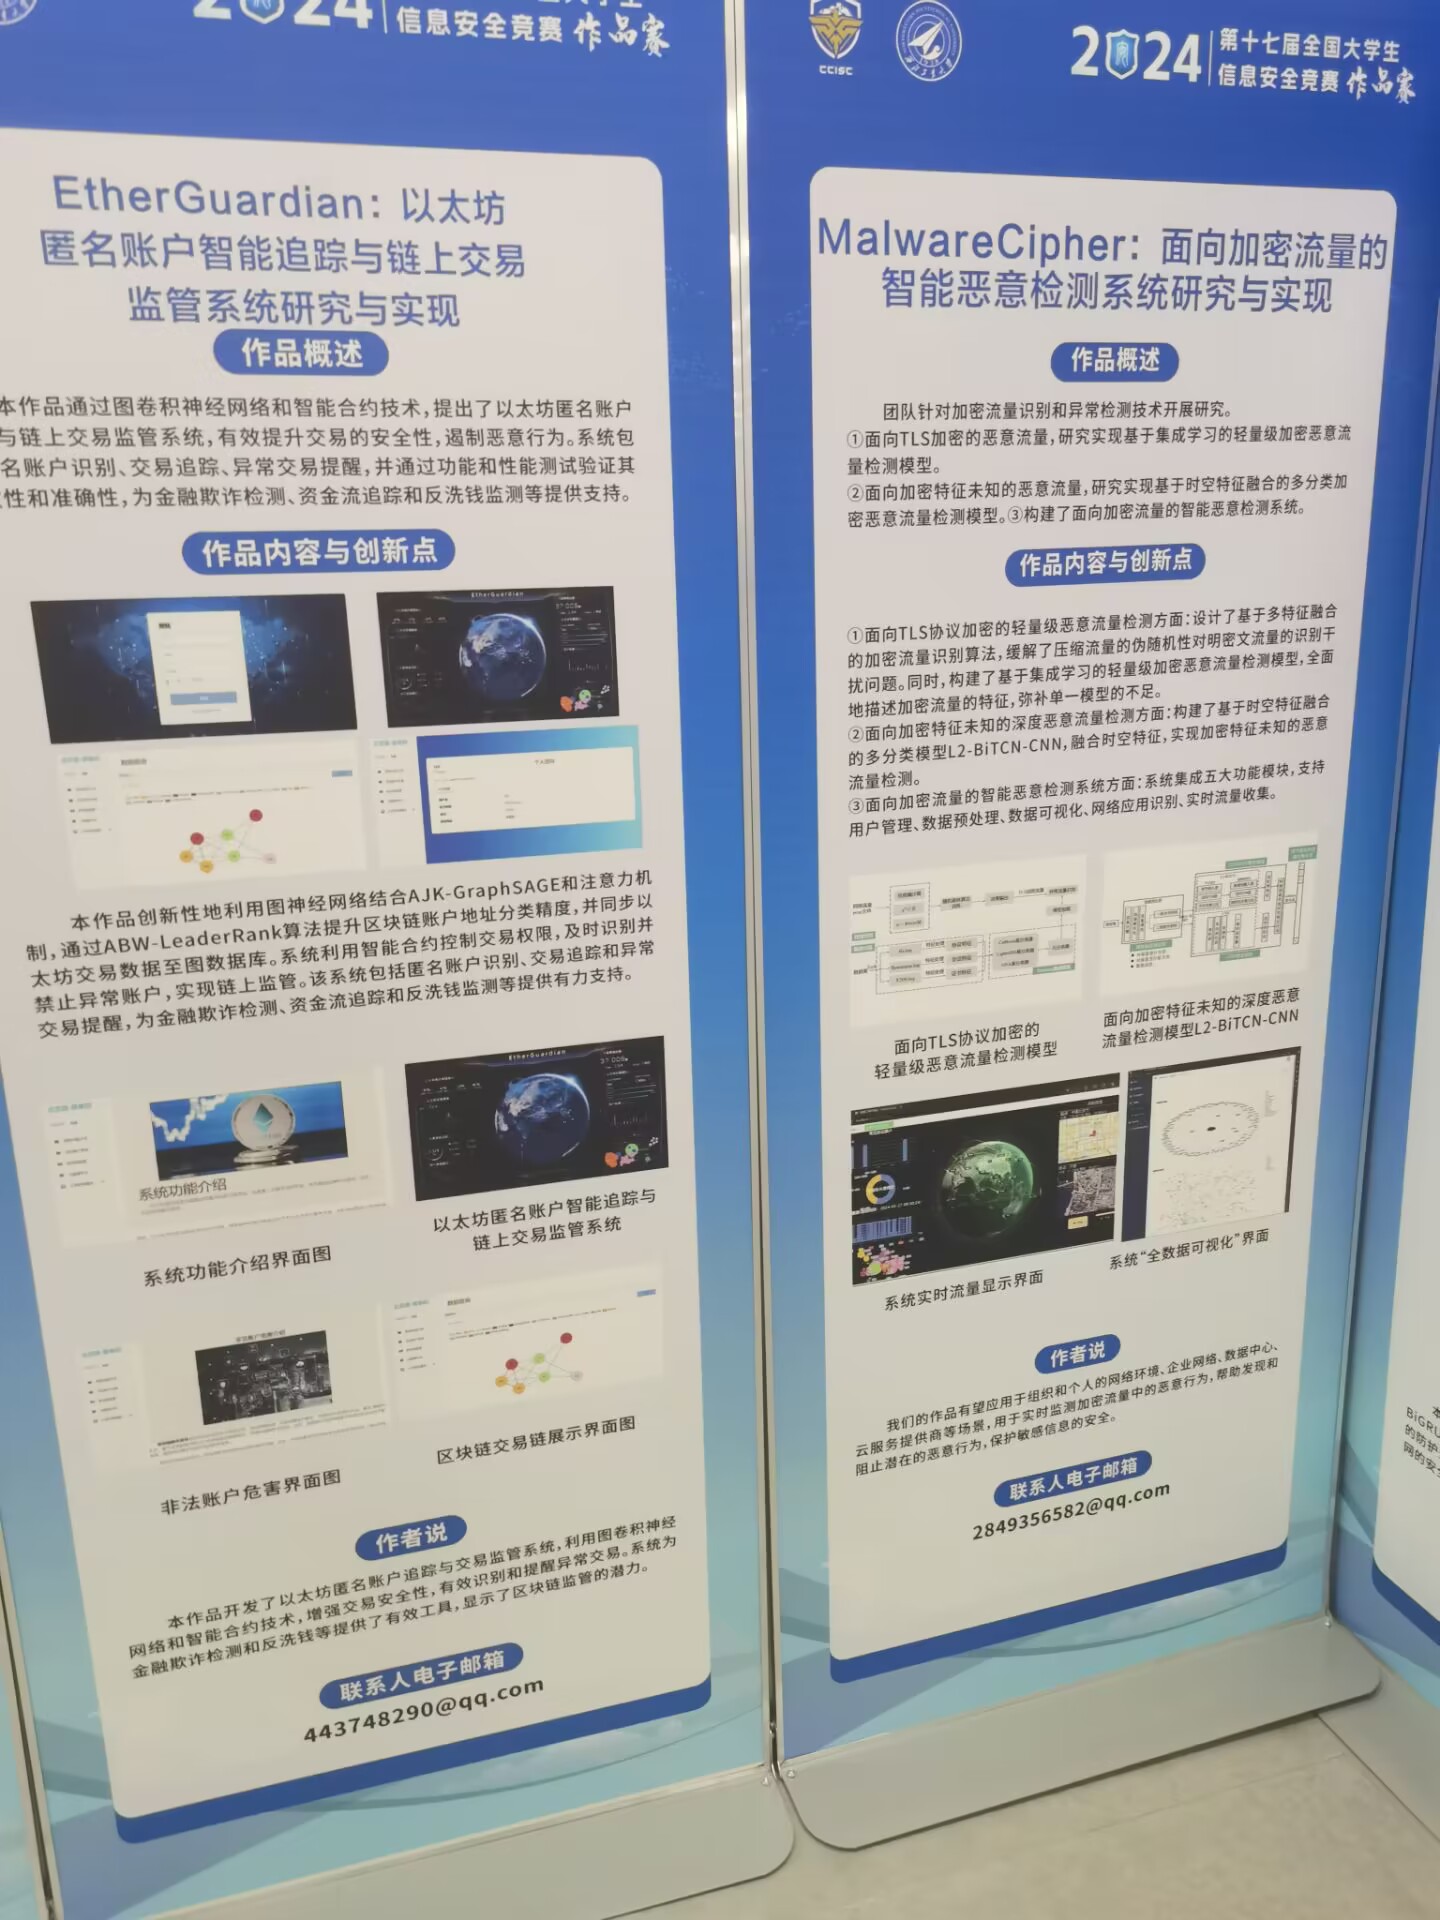 2024
信息安全竞赛 作品赛
EtherGuardian：以太坊
匿名账户智能追踪与链上交易
监管系统研究与实现
作品概述
本作品通过图卷积神经网络和智能合约技术，提出了以太坊匿名账户
与链上交易监管系统，有效提升交易的安全性，遏制恶意行为。系统包
名账户识别、交易追踪、异常交易提醒，并通过功能和性能测试验证其
性和准确性，为金融欺诈检测、资金流追踪和反洗钱监测等提供支持。
作品内容与创新点
EtherGuardian
个人资料
本作品创新性地利用图神经网络结合AJK-GraphSAGE和注意力机
制，通过ABW-LeaderRank算法提升区块链账户地址分类精度，并同步以
太坊交易数据至图数据库。系统利用智能合约控制交易权限，及时识别并
禁止异常账户，实现链上监管。该系统包括匿名账户识别、交易追踪和异常
交易提醒，为金融欺诈检测、资金流追踪和反洗钱监测等提供有力支持。
EtherGuardian
系统功能介绍
系统功能介绍界面图
以太坊匿名账户智能追踪与
链上交易监管系统
非法账户危害界面图
区块链交易链展示界面图
作者说
本作品开发了以太坊匿名账户追踪与交易监管系统，利用图卷积神经
网络和智能合约技术，增强交易安全性，有效识别和提醒异常交易。系统为
金融欺诈检测和反洗钱等提供了有效工具，显示了区块链监管的潜力。
联系人电子邮箱
443748290@qq.com
CCISC
2024
第十七届全国大学生
信息安全竞赛 作品赛
MalwareCipher：面向加密流量的
智能恶意检测系统研究与实现
作品概述
团队针对加密流量识别和异常检测技术开展研究。
①面向TLS加密的恶意流量，研究实现基于集成学习的轻量级加密恶意流
量检测模型。
②面向加密特征未知的恶意流量，研究实现基于时空特征融合的多分类加
密恶意流量检测模型。③构建了面向加密流量的智能恶意检测系统。
作品内容与创新点
①面向TLS协议加密的轻量级恶意流量检测方面：设计了基于多特征融合
的加密流量识别算法，缓解了压缩流量的伪随机性对明密文流量的识别干
扰问题。同时，构建了基于集成学习的轻量级加密恶意流量检测模型，全面
地描述加密流量的特征，弥补单一模型的不足。
②面向加密特征未知的深度恶意流量检测方面：构建了基于时空特征融合
的多分类模型L2-BiTCN-CNN，融合时空特征，实现加密特征未知的恶意
流量检测。
③面向加密流量的智能恶意检测系统方面：系统集成五大功能模块，支持
用户管理、数据预处理、数据可视化、网络应用识别、实时流量收集。
面向TLS协议加密的
轻量级恶意流量检测模型
面向加密特征未知的深度恶意
流量检测模型L2-BiTCN-CNN
系统实时流量显示界面
系统“全数据可视化”界面
作者说
我们的作品有望应用于组织和个人的网络环境、企业网络、数据中心、
云服务提供商等场景，用于实时监测加密流量中的恶意行为，帮助发现和
阻止潜在的恶意行为，保护敏感信息的安全。
联系人电子邮箱
2849356582@qq.com
BiGRU
的防护
网的安全